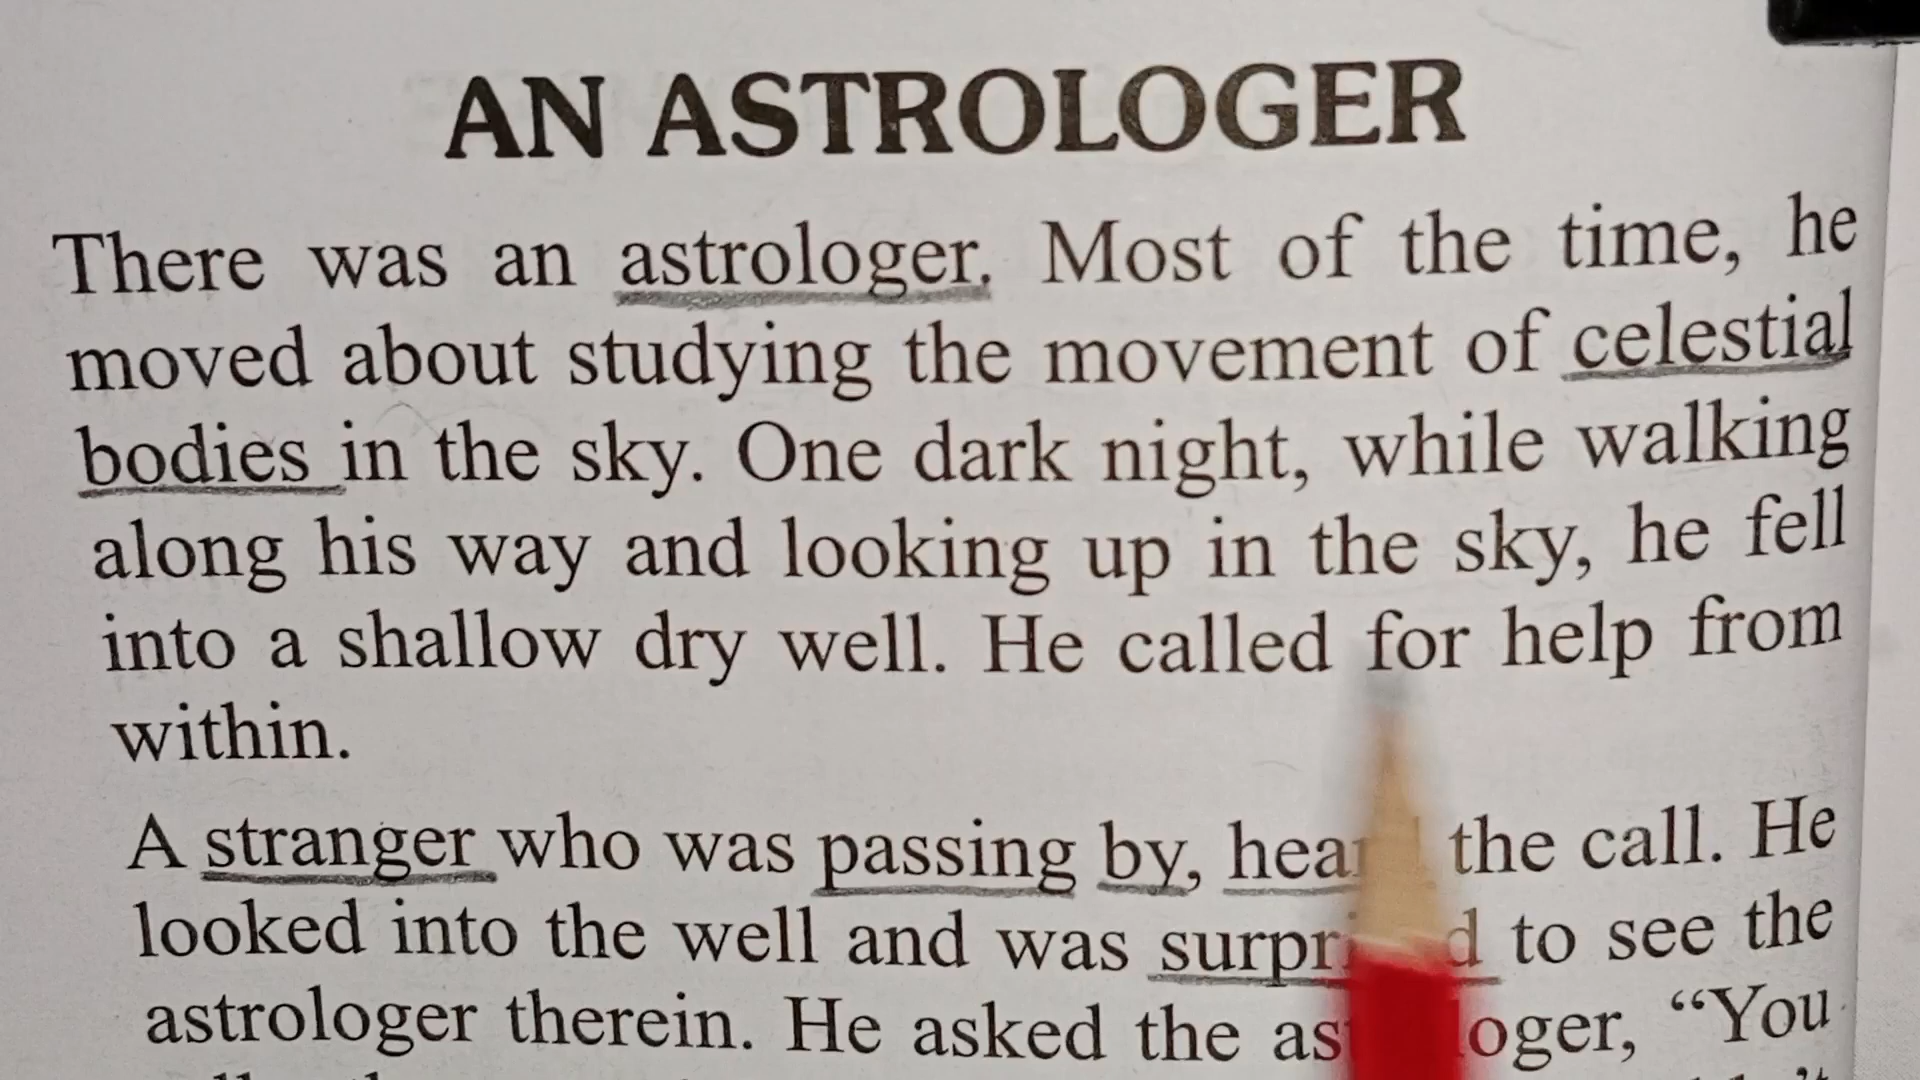 AN ASTROLOGER
There was an astrologer. Most of the time, he
moved about studying the movement of celestial
bodies in the sky. One dark night, while walking
along his way and looking up in the sky, he fell
into a shallow dry well. He called for help from
within.
A stranger who was passing by, heard the call. He
looked into the well and was surprised to see the
astrologer therein. He asked the astrologer, “You